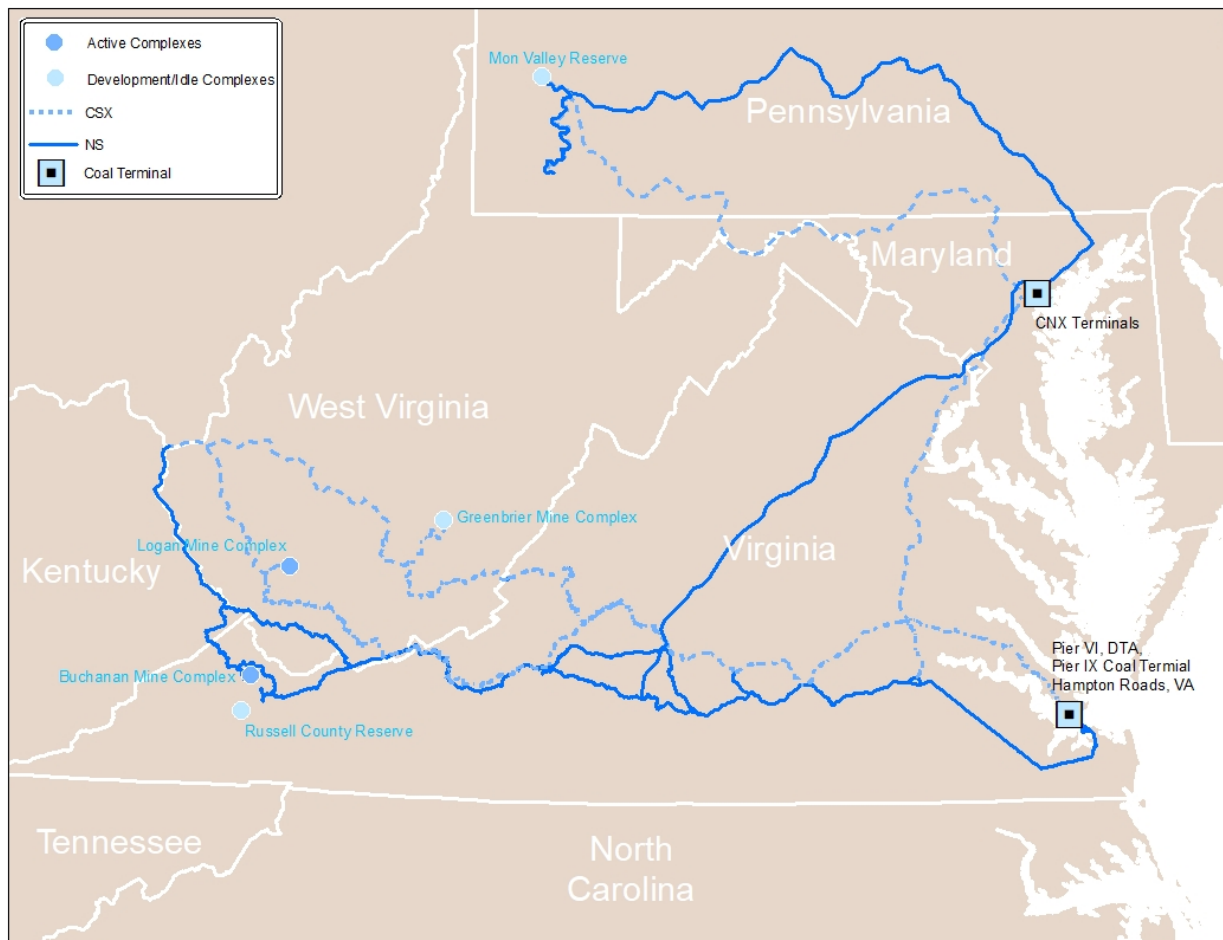 Active Complexes
Development/Idle Complexes
CSX
NS
Coal Terminal
Mon Valley Reserve
Pennsylvania
Maryland
CNX Terminals
West Virginia
Greenbrier Mine Complex
Virginia
Logan Mine Complex
Kentucky
Buchanan Mine Complex
Russell County Reserve
Pier VI, DTA,
Pier IX Coal Termial
Hampton Roads, VA
Tennessee
North
Carolina